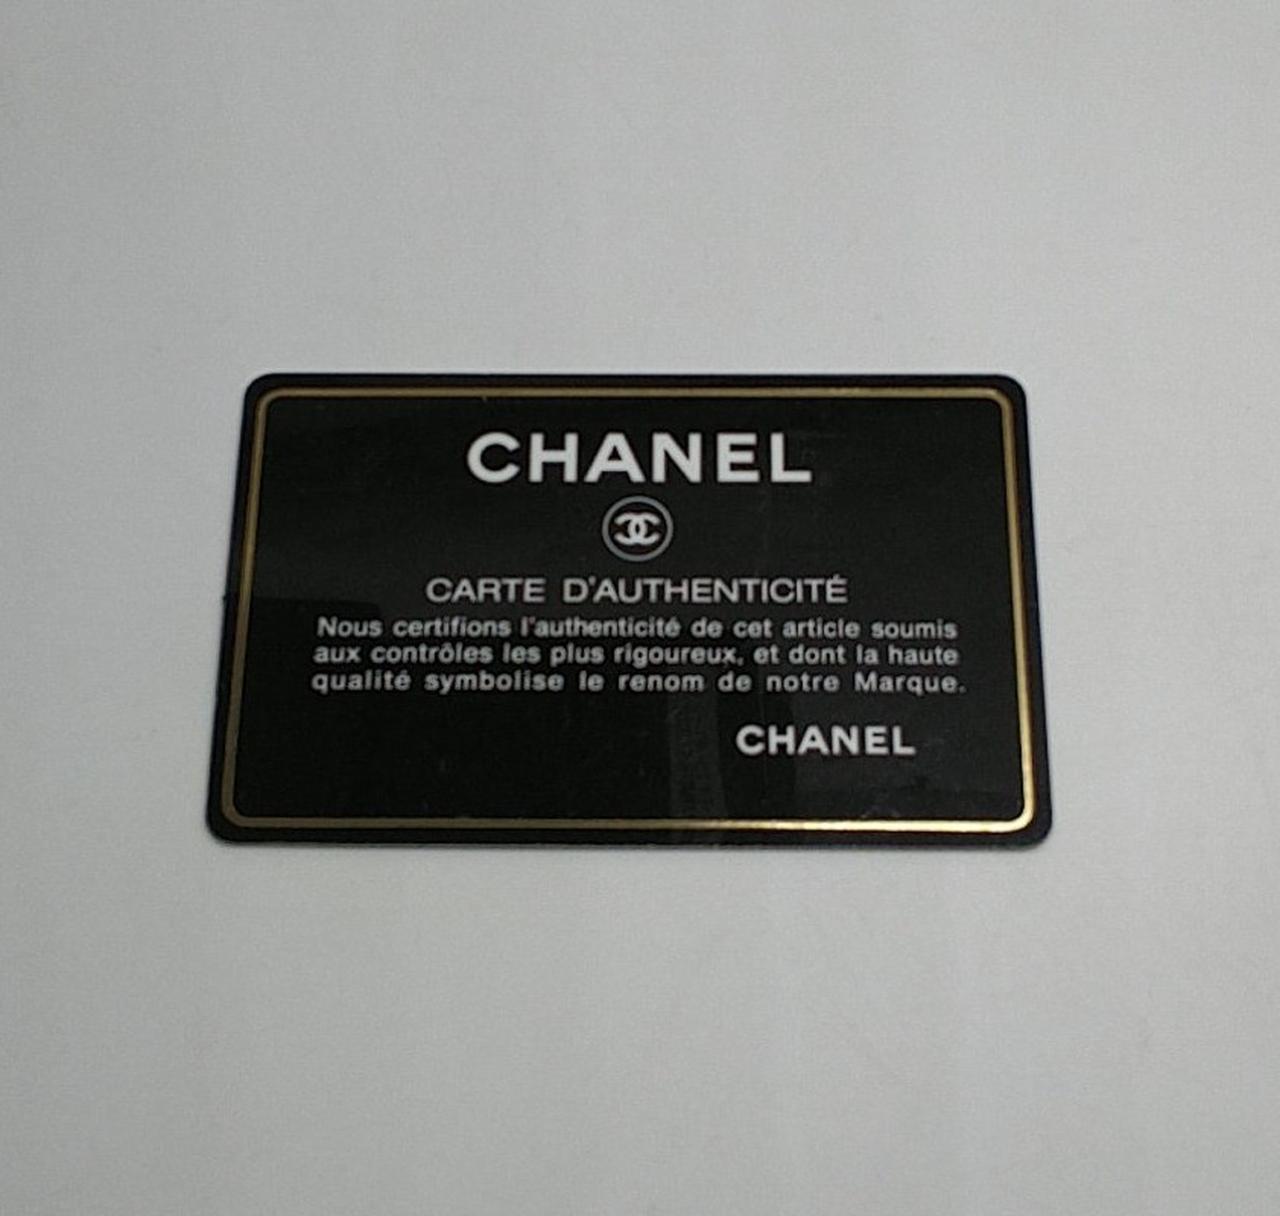 CHANEL
CARTE D'AUTHENTICITÉ
Nous certifions l'authenticité de cet article soumis
aux contrôles les plus rigoureux, et dont la haute
qualité symbolise le renom de notre Marque.
CHANEL